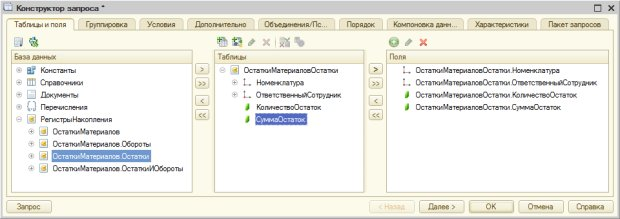 Конструктор запроса *
Таблицы и поля
Группировка
Условия
Дополнительно
Объединения/Пс...
Порядок
Компоновка данн...
Характеристики
Пакет запросов
База данных
Константы
Справочники
Документы
Перечисления
РегистрыНакопления
ОстаткиМатериалов
ОстаткиМатериалов.Обороты
ОстаткиМатериалов.Остатки
ОстаткиМатериалов.ОстаткиИОбороты
>
>>
<
<<
Таблицы
ОстаткиМатериаловОстатки
Номенклатура
ОтветственныйСотрудник
КоличествоОстаток
СуммаОстаток
>
>>
<
<<
Поля
ОстаткиМатериаловОстатки.Номенклатура
ОстаткиМатериаловОстатки.ОтветственныйСотрудник
ОстаткиМатериаловОстатки.КоличествоОстаток
ОстаткиМатериаловОстатки.СуммаОстаток
Запрос
< Назад
Далее >
OK
Отмена
Справка